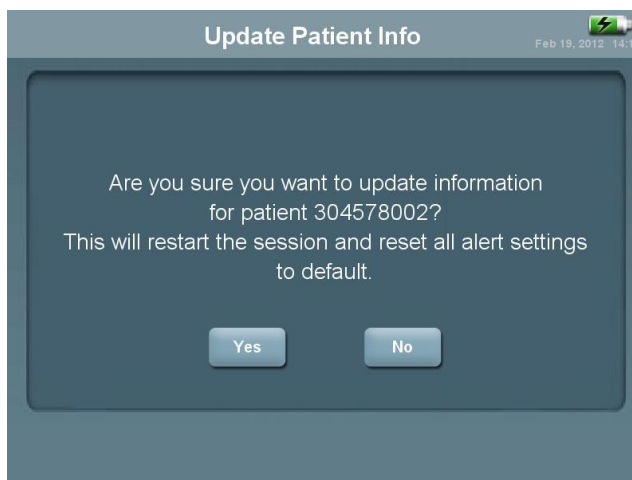 Update Patient Info
Feb 19, 2012
Are you sure you want to update information
for patient 304578002?
This will restart the session and reset all alert settings
to default.
Yes
No